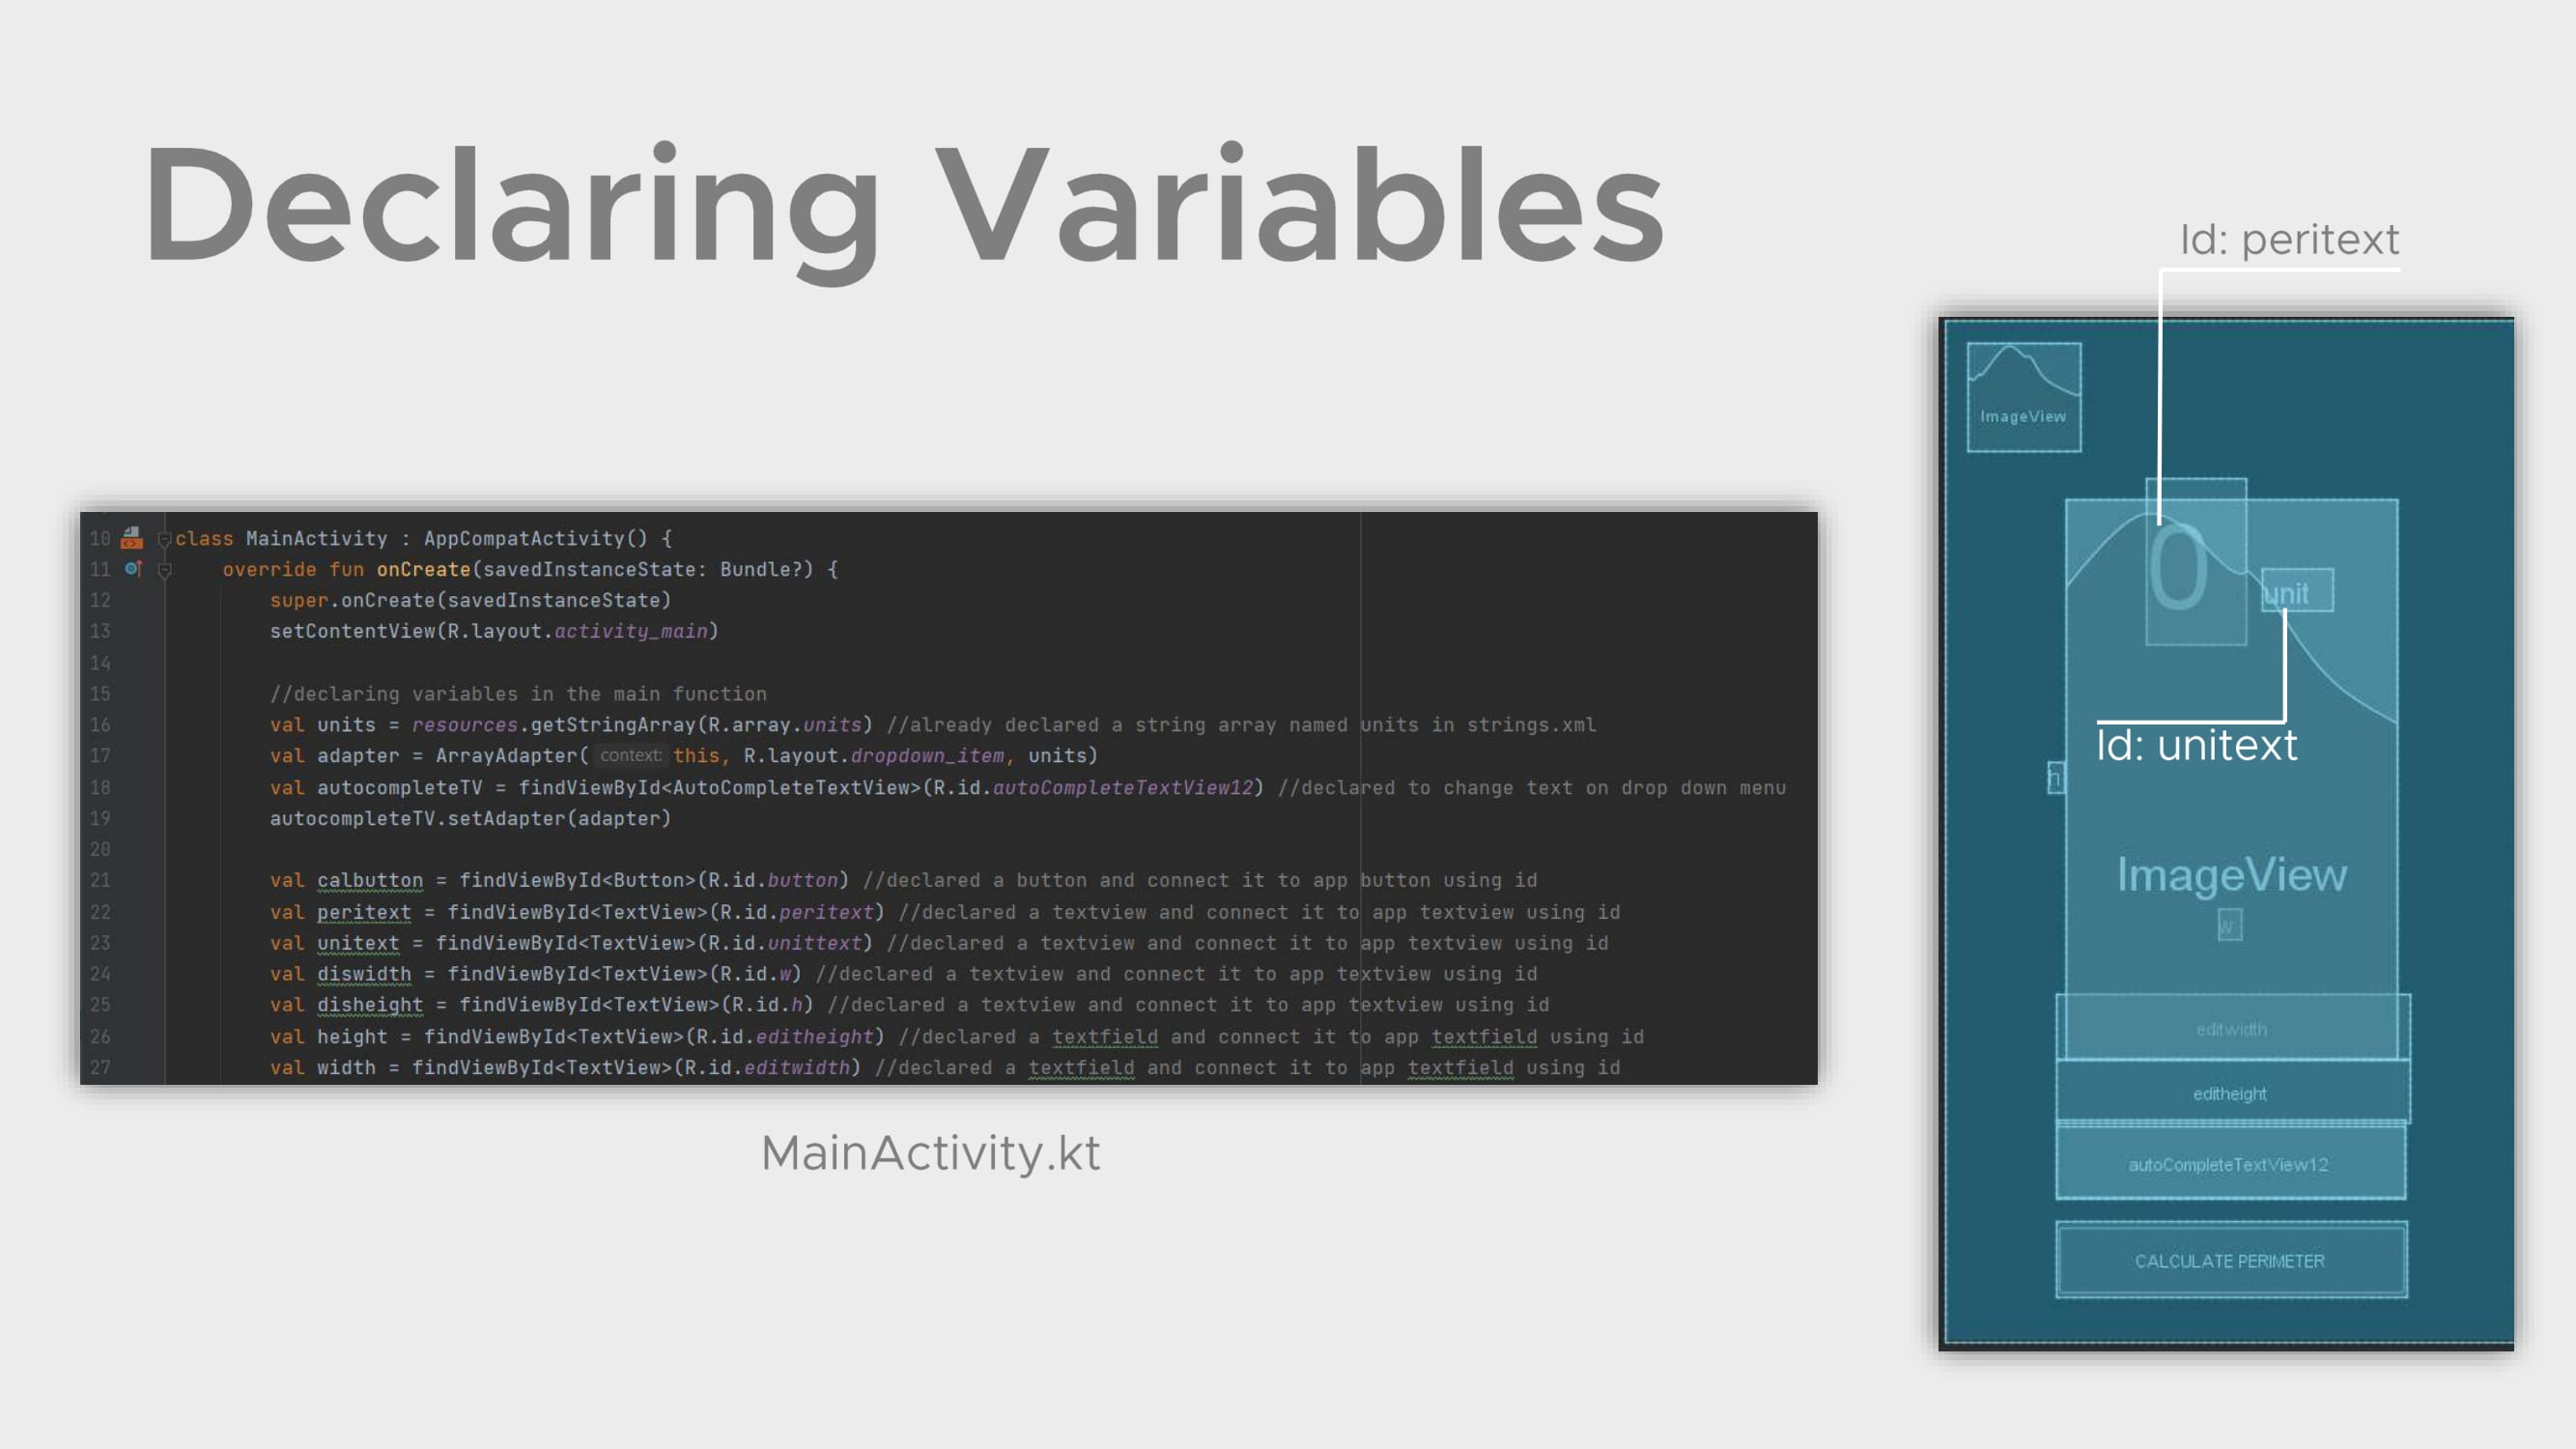 Declaring Variables
Id: peritext
10 class MainActivity : AppCompatActivity() {
11 override fun onCreate(savedInstanceState: Bundle?) {
12 super.onCreate(savedInstanceState)
13 setContentView(R.layout.activity_main)
14
15 //declaring variables in the main function
16 val units = resources.getStringArray(R.array.units) //already declared a string array named units in strings.xml
17 val adapter = ArrayAdapter( context: this, R.layout.dropdown_item, units)
18 val autocompleteTV = findViewById<AutoCompleteTextView>(R.id.autoCompleteTextView12) //declared to change text on drop down menu
19 autocompleteTV.setAdapter(adapter)
20
21 val calbutton = findViewById<Button>(R.id.button) //declared a button and connect it to app button using id
22 val peritext = findViewById<TextView>(R.id.peritext) //declared a textview and connect it to app textview using id
23 val unitext = findViewById<TextView>(R.id.unittext) //declared a textview and connect it to app textview using id
24 val diswidth = findViewById<TextView>(R.id.w) //declared a textview and connect it to app textview using id
25 val disheight = findViewById<TextView>(R.id.h) //declared a textview and connect it to app textview using id
26 val height = findViewById<TextView>(R.id.editheight) //declared a textfield and connect it to app textfield using id
27 val width = findViewById<TextView>(R.id.editwidth) //declared a textfield and connect it to app textfield using id
MainActivity.kt
ImageView
0
unit
Id: unitext
h
ImageView
w
editwidth
editheight
autoCompleteTextView12
CALCULATE PERIMETER